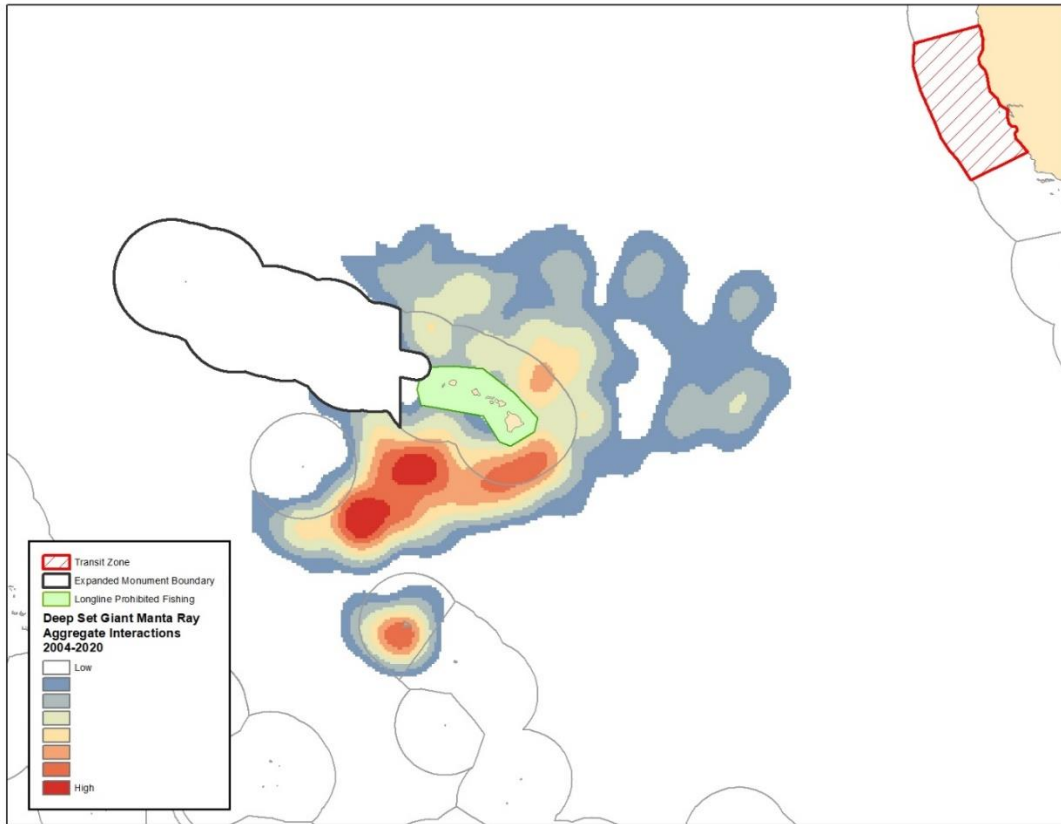 Transit Zone
Expanded Monument Boundary
Longline Prohibited Fishing
Deep Set Giant Manta Ray
Aggregate Interactions
2004-2020
Low
High